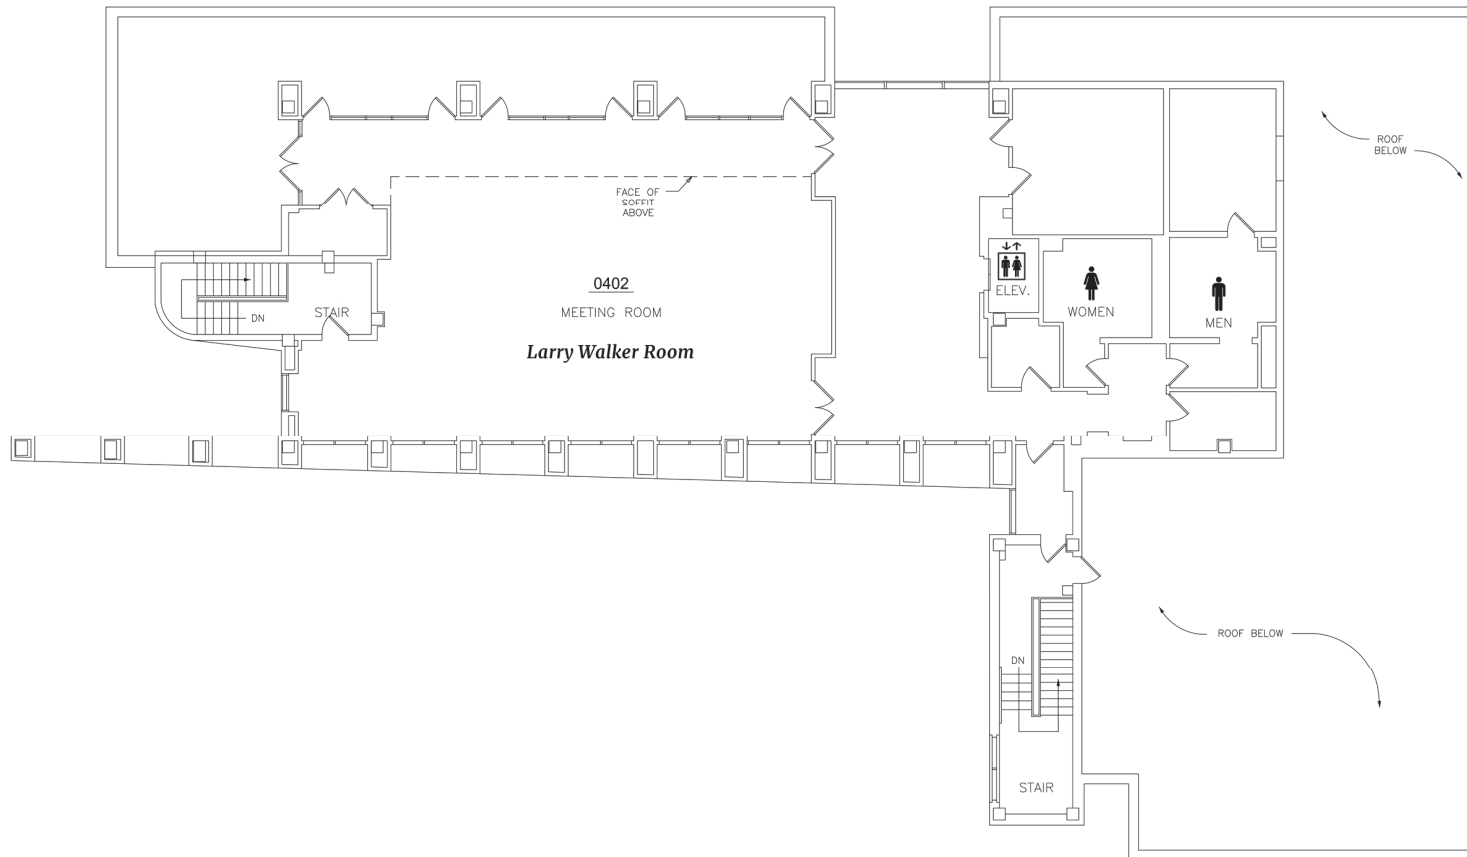 ROOF
BELOW
FACE OF
SOFFIT
ABOVE
0402
MEETING ROOM
Larry Walker Room
STAIR
DN
ELEV.
WOMEN
MEN
ROOF BELOW
DN
STAIR